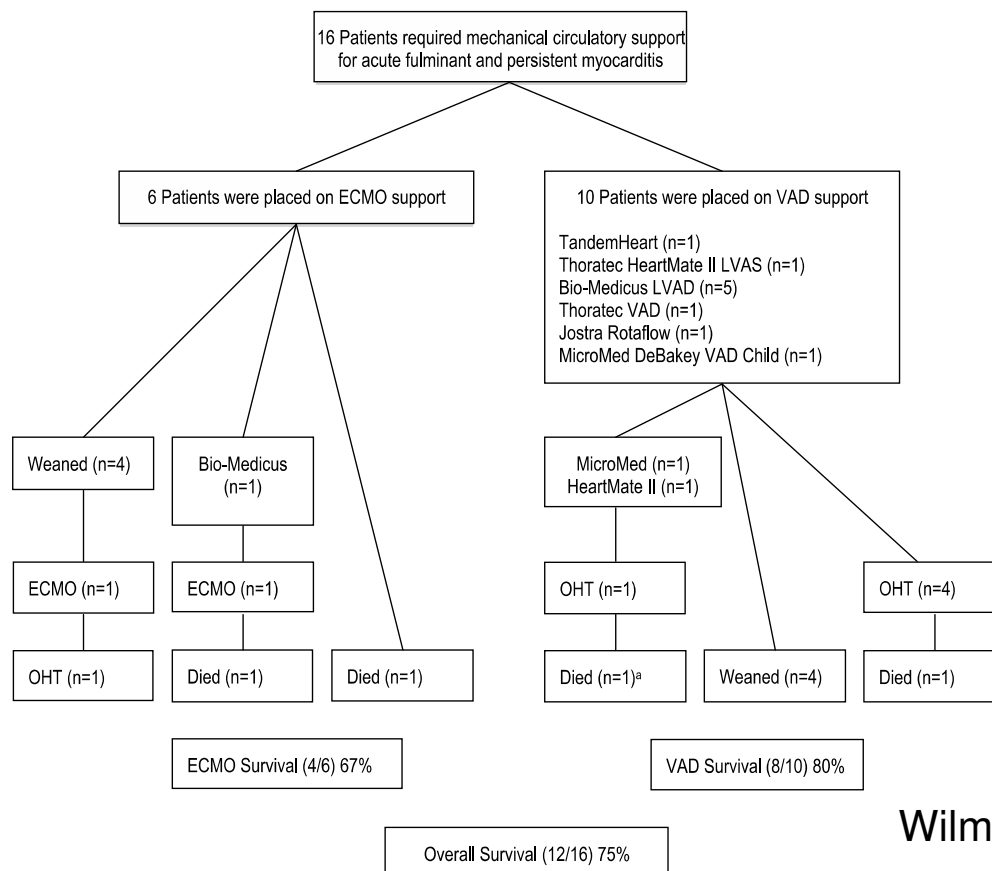 16 Patients required mechanical circulatory support
for acute fulminant and persistent myocarditis
6 Patients were placed on ECMO support
10 Patients were placed on VAD support
TandemHeart (n=1)
Thoratec HeartMate II LVAS (n=1)
Bio-Medicus LVAD (n=5)
Thoratec VAD (n=1)
Jostra Rotaflow (n=1)
MicroMed DeBakey VAD Child (n=1)
Weaned (n=4)
Bio-Medicus
(n=1)
MicroMed (n=1)
HeartMate II (n=1)
ECMO (n=1)
ECMO (n=1)
OHT (n=1)
OHT (n=4)
OHT (n=1)
Died (n=1)
Died (n=1)
Died (n=1)ᵃ
Weaned (n=4)
Died (n=1)
ECMO Survival (4/6) 67%
VAD Survival (8/10) 80%
Wilm
Overall Survival (12/16) 75%